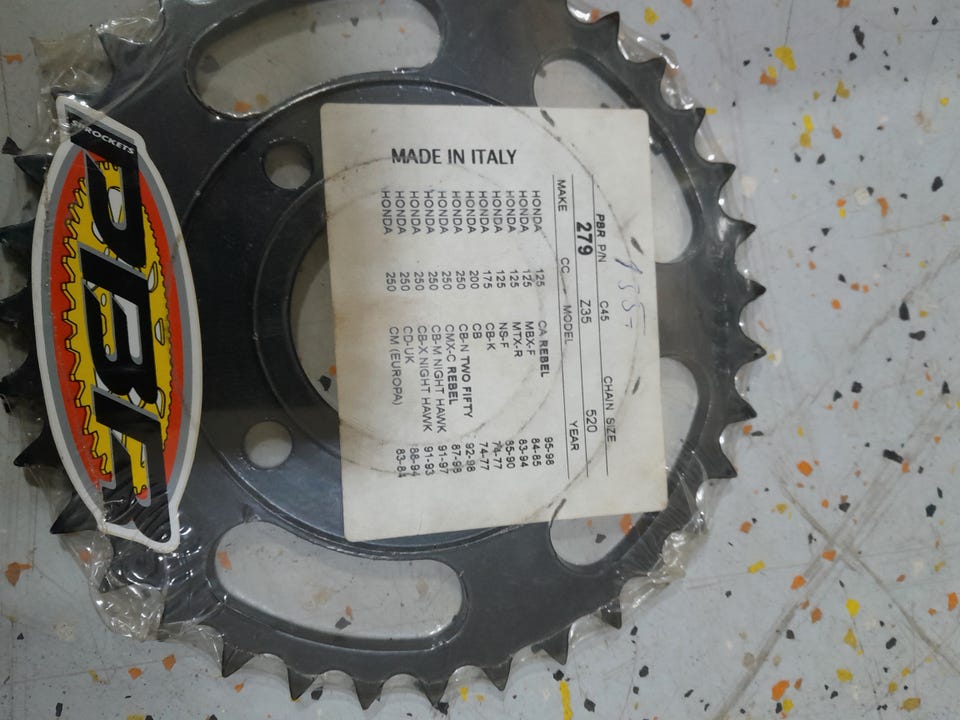 MADE IN ITALY
SPROCKETS
PBR
PBR P/N C45 CHAIN SIZE
279 Z35 520
MAKE CC MODEL YEAR
HONDA 125 CA REBEL 95-98
HONDA 125 MBX-F 84-85
HONDA 125 MTX-R 83-94
HONDA 125 NS-F 85-90
HONDA 175 CB-K 74-77
HONDA 200 CB 74-77
HONDA 250 CB-N TWO FIFTY 92-98
HONDA 250 CMX-C REBEL 87-98
HONDA 250 CB-M NIGHT HAWK 91-97
HONDA 250 CB-X NIGHT HAWK 91-93
HONDA 250 CD-UK 88-94
HONDA 250 CM (EUROPA) 83-84